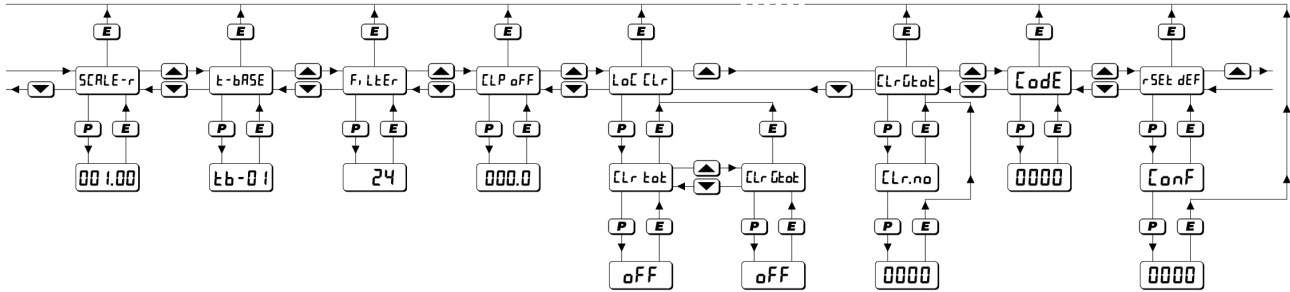 E E E E E E E E
SCALE-r t-bASE FiLtEr CLP oFF LoC CLr CLrGtot CodE rSEt dEF
P E P E P E P E P E E P E P E P E
001.00 tb-01 24 000.0 CLr tot CLr Gtot CLr.no 0000 ConF
P E P E P E P E
oFF oFF 0000 0000